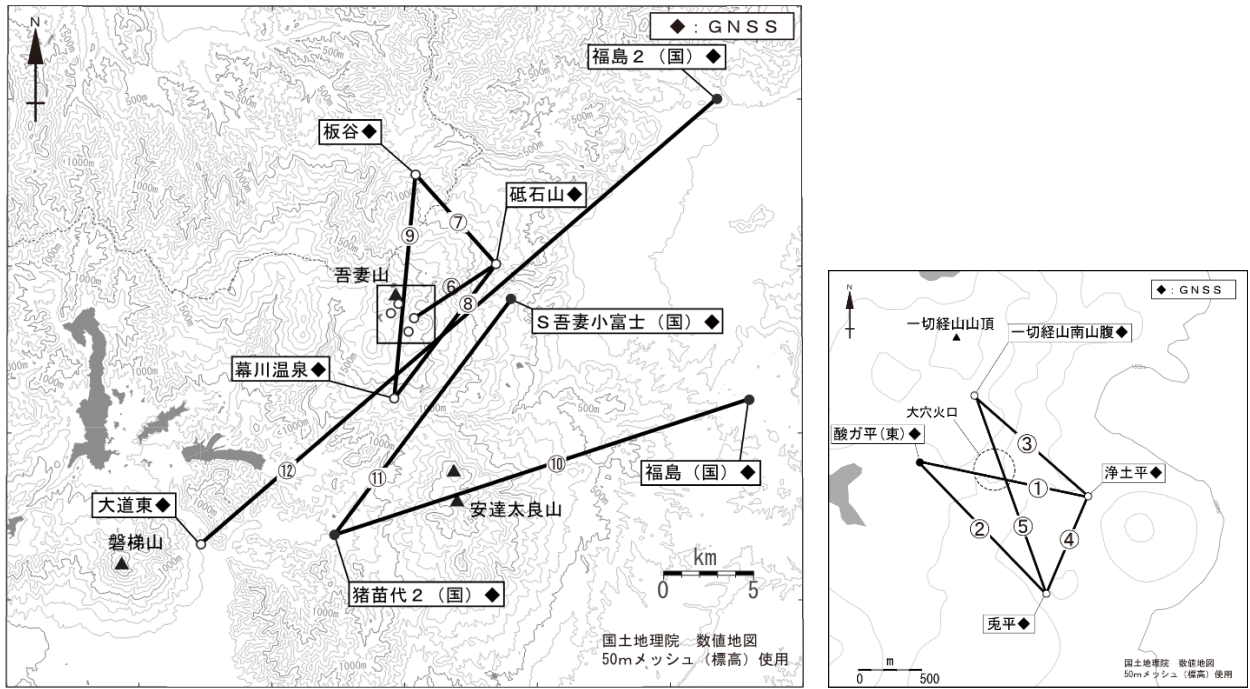 N
◆：ＧＮＳＳ
福島２（国）◆
板谷◆
砥石山◆
⑦
⑨
吾妻山
⑥
⑧
Ｓ吾妻小富士（国）◆
幕川温泉◆
⑫
⑪
⑩
福島（国）◆
大道東◆
安達太良山
磐梯山
km
0 5
猪苗代２（国）◆
国土地理院　数値地図
50ｍメッシュ（標高）使用
500m
1000m
1500m
N
◆：ＧＮＳＳ
一切経山山頂
一切経山南山腹◆
大穴火口
酸ガ平(東)◆
③
浄土平◆
①
②
⑤
④
兎平◆
m
0 500
国土地理院　数値地図
50ｍメッシュ（標高）使用